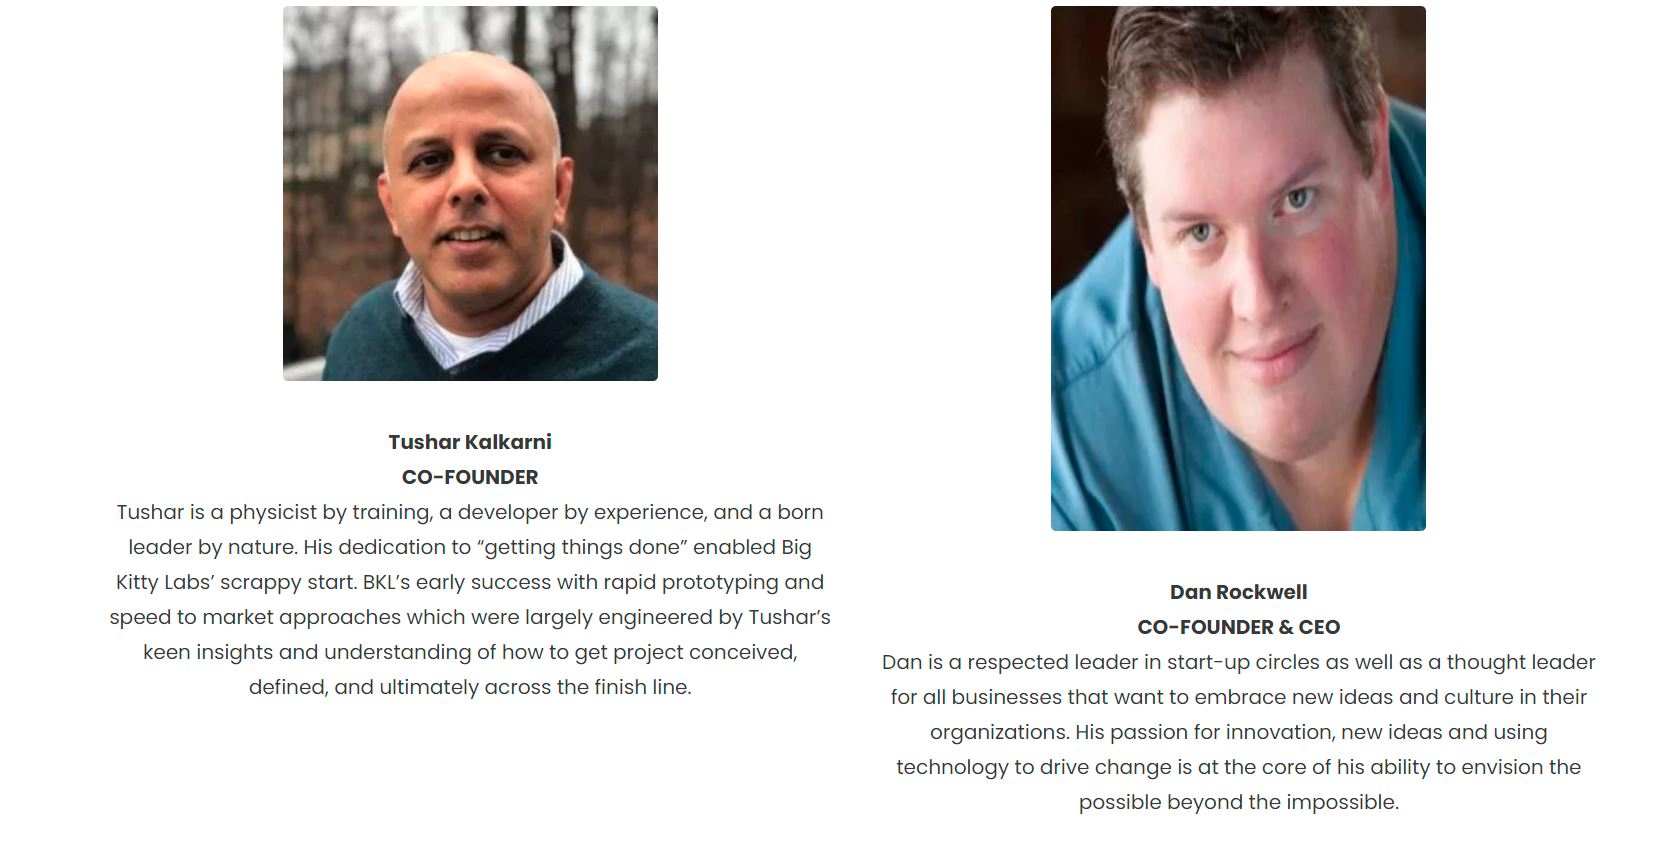 Tushar Kalkarni
CO-FOUNDER
Tushar is a physicist by training, a developer by experience, and a born
leader by nature. His dedication to “getting things done” enabled Big
Kitty Labs’ scrappy start. BKL’s early success with rapid prototyping and
speed to market approaches which were largely engineered by Tushar’s
keen insights and understanding of how to get project conceived,
defined, and ultimately across the finish line.
Dan Rockwell
CO-FOUNDER & CEO
Dan is a respected leader in start-up circles as well as a thought leader
for all businesses that want to embrace new ideas and culture in their
organizations. His passion for innovation, new ideas and using
technology to drive change is at the core of his ability to envision the
possible beyond the impossible.